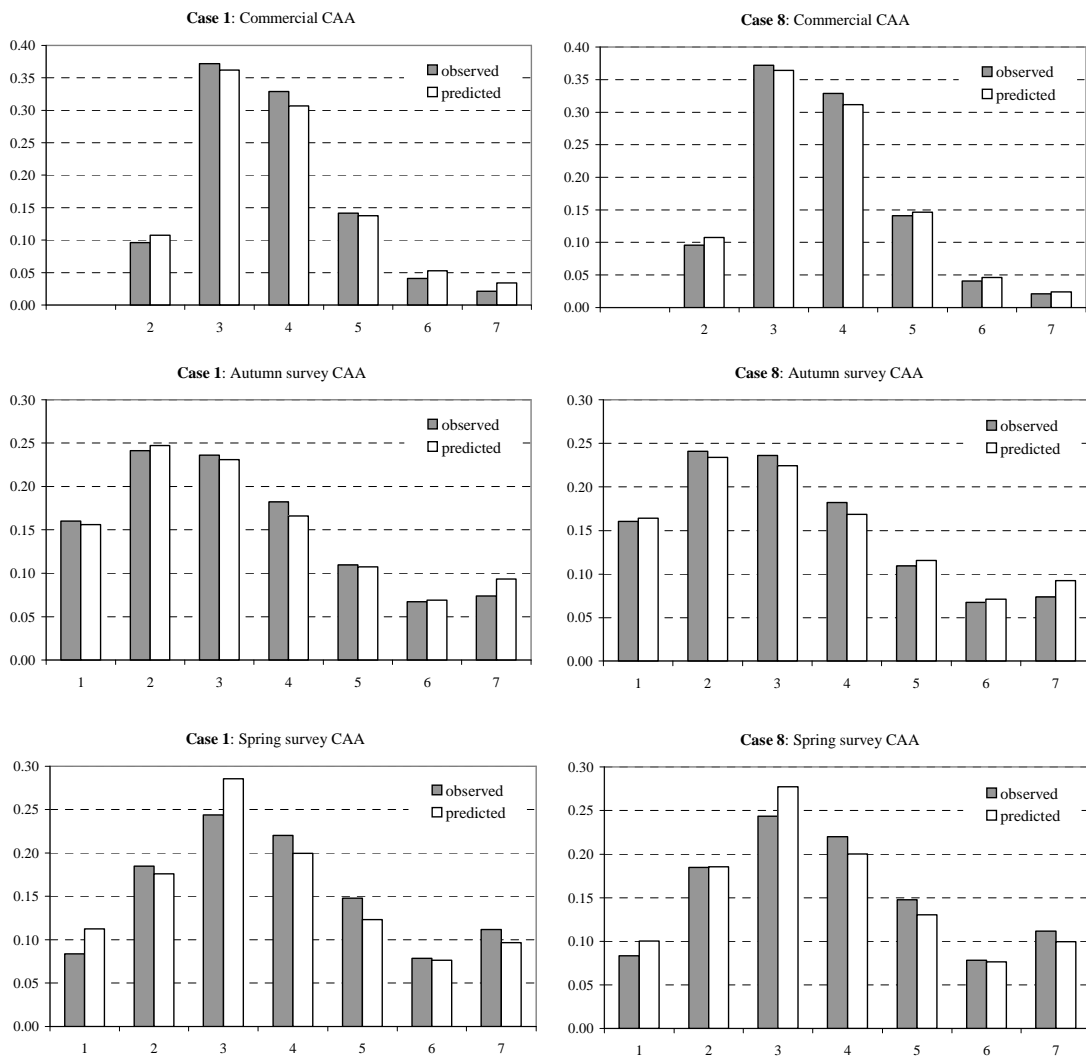 Case 1: Commercial CAA
0.40
0.35
0.30
0.25
0.20
0.15
0.10
0.05
0.00
observed
predicted
2 3 4 5 6 7
Case 8: Commercial CAA
0.40
0.35
0.30
0.25
0.20
0.15
0.10
0.05
0.00
observed
predicted
2 3 4 5 6 7
Case 1: Autumn survey CAA
0.30
0.25
0.20
0.15
0.10
0.05
0.00
observed
predicted
1 2 3 4 5 6 7
Case 8: Autumn survey CAA
0.30
0.25
0.20
0.15
0.10
0.05
0.00
observed
predicted
1 2 3 4 5 6 7
Case 1: Spring survey CAA
0.30
0.25
0.20
0.15
0.10
0.05
0.00
observed
predicted
1 2 3 4 5 6 7
Case 8: Spring survey CAA
0.30
0.25
0.20
0.15
0.10
0.05
0.00
observed
predicted
1 2 3 4 5 6 7